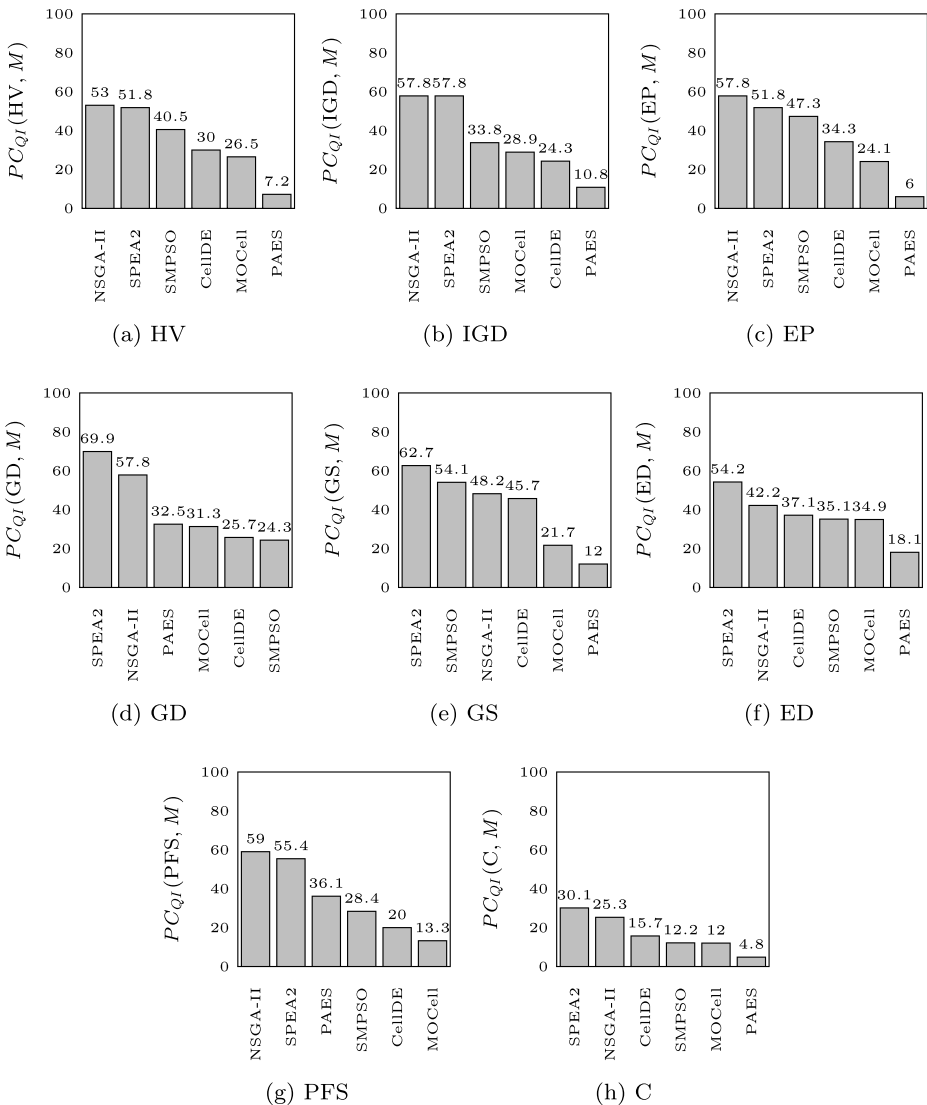 PC_QI(HV, M)
100
80
60
40
20
0
53
51.8
40.5
30
26.5
7.2
NSGA-II
SPEA2
SMPSO
CellDE
MOCell
PAES
(a) HV
PC_QI(IGD, M)
100
80
60
40
20
0
57.8
57.8
33.8
28.9
24.3
10.8
NSGA-II
SPEA2
SMPSO
MOCell
CellDE
PAES
(b) IGD
PC_QI(EP, M)
100
80
60
40
20
0
57.8
51.8
47.3
34.3
24.1
6
NSGA-II
SPEA2
SMPSO
CellDE
MOCell
PAES
(c) EP
PC_QI(GD, M)
100
80
60
40
20
0
69.9
57.8
32.5
31.3
25.7
24.3
SPEA2
NSGA-II
PAES
MOCell
CellDE
SMPSO
(d) GD
PC_QI(GS, M)
100
80
60
40
20
0
62.7
54.1
48.2
45.7
21.7
12
SPEA2
SMPSO
NSGA-II
CellDE
MOCell
PAES
(e) GS
PC_QI(ED, M)
100
80
60
40
20
0
54.2
42.2
37.1
35.1
34.9
18.1
SPEA2
NSGA-II
CellDE
SMPSO
MOCell
PAES
(f) ED
PC_QI(PFS, M)
100
80
60
40
20
0
59
55.4
36.1
28.4
20
13.3
NSGA-II
SPEA2
PAES
SMPSO
CellDE
MOCell
(g) PFS
PC_QI(C, M)
100
80
60
40
20
0
30.1
25.3
15.7
12.2
12
4.8
SPEA2
NSGA-II
CellDE
SMPSO
MOCell
PAES
(h) C